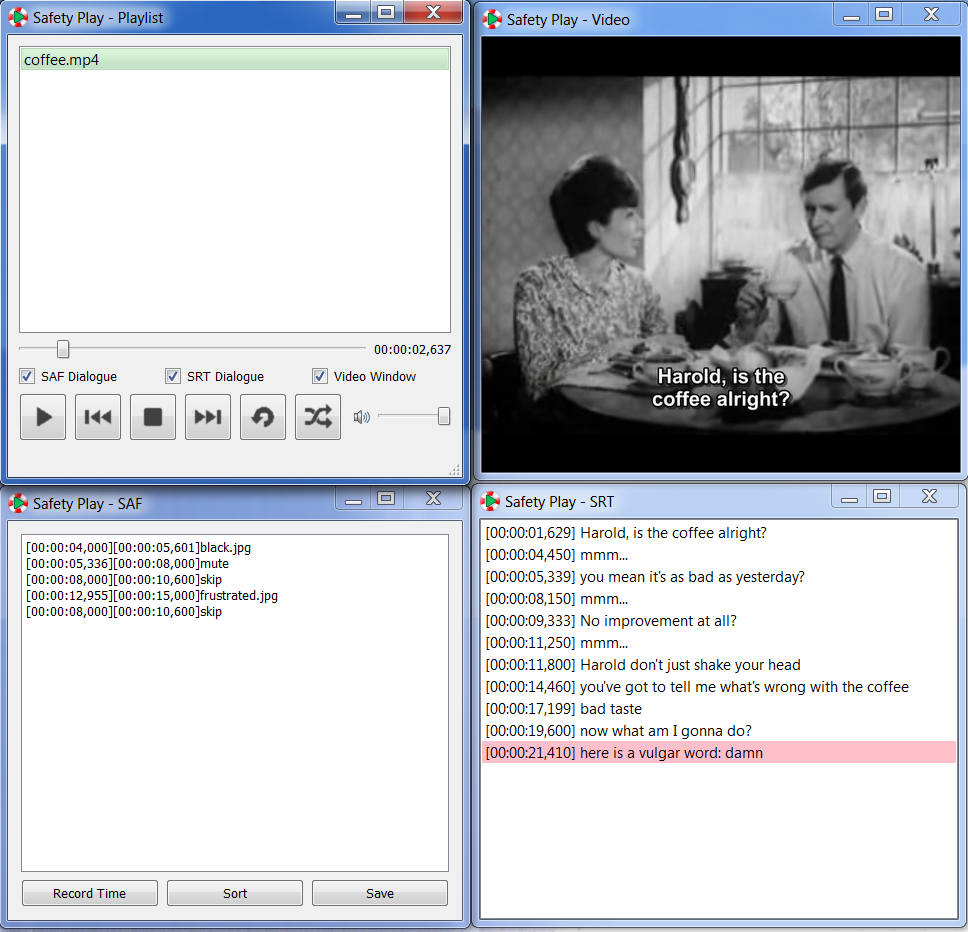 Safety Play - Playlist
coffee.mp4
00:00:02,637
SAF Dialogue
SRT Dialogue
Video Window
Safety Play - Video
Harold, is the
coffee alright?
Safety Play - SAF
[00:00:04,000][00:00:05,601]black.jpg
[00:00:05,336][00:00:08,000]mute
[00:00:08,000][00:00:10,600]skip
[00:00:12,955][00:00:15,000]frustrated.jpg
[00:00:08,000][00:00:10,600]skip
Record Time
Sort
Save
Safety Play - SRT
[00:00:01,629] Harold, is the coffee alright?
[00:00:04,450] mmm...
[00:00:05,339] you mean it's as bad as yesterday?
[00:00:08,150] mmm...
[00:00:09,333] No improvement at all?
[00:00:11,250] mmm...
[00:00:11,800] Harold don't just shake your head
[00:00:14,460] you've got to tell me what's wrong with the coffee
[00:00:17,199] bad taste
[00:00:19,600] now what am I gonna do?
[00:00:21,410] here is a vulgar word: damn